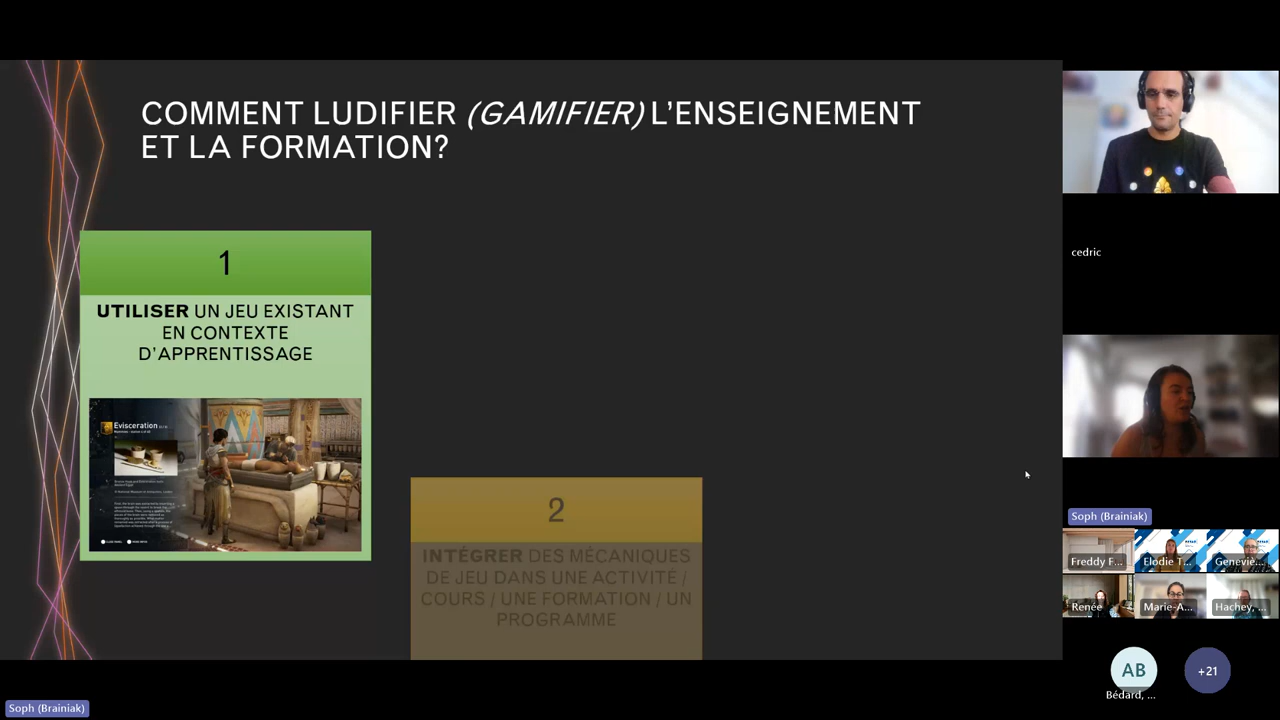 COMMENT LUDIFIER (GAMIFIER) L'ENSEIGNEMENT
ET LA FORMATION?
1
UTILISER UN JEU EXISTANT
EN CONTEXTE
D'APPRENTISSAGE
Evisceration
2
INTÉGRER DES MÉCANIQUES
DE JEU DANS UNE ACTIVITÉ /
COURS / UNE FORMATION / UN
PROGRAMME
cedric
Soph (Brainiak)
Freddy F...
Elodie T...
Geneviè...
Renée
Marie-A...
Hachey, ...
AB
+21
Bédard, ...
Soph (Brainiak)